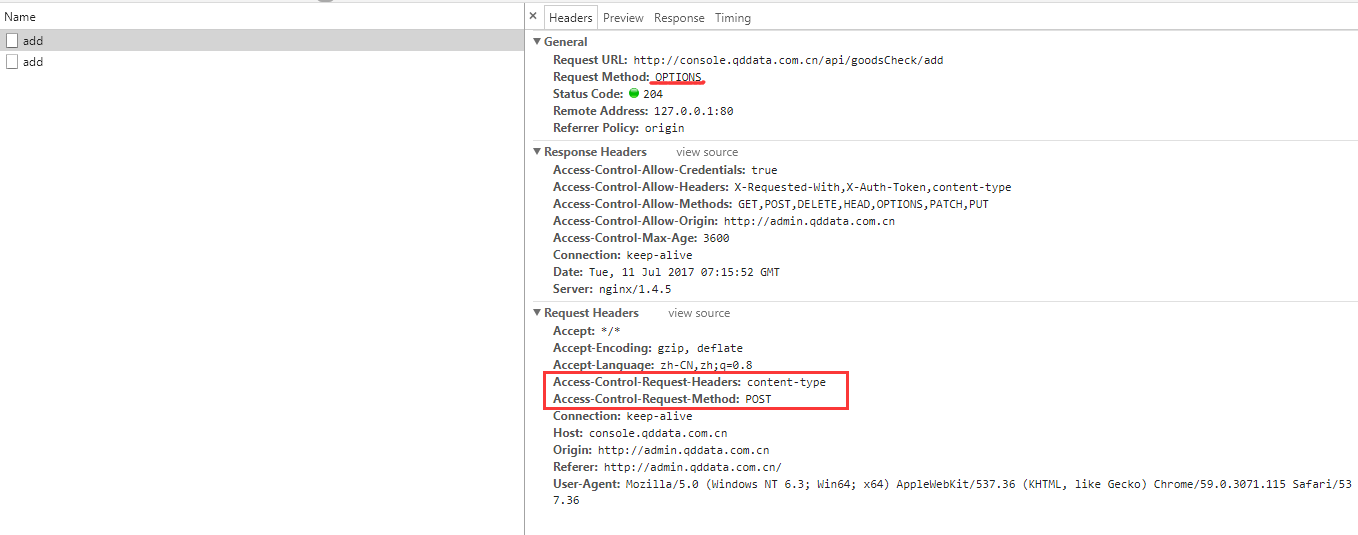 Name
add
add
× Headers Preview Response Timing
▼ General
Request URL: http://console.qddata.com.cn/api/goodsCheck/add
Request Method: OPTIONS
Status Code: 204
Remote Address: 127.0.0.1:80
Referrer Policy: origin
▼ Response Headers view source
Access-Control-Allow-Credentials: true
Access-Control-Allow-Headers: X-Requested-With,X-Auth-Token,content-type
Access-Control-Allow-Methods: GET,POST,DELETE,HEAD,OPTIONS,PATCH,PUT
Access-Control-Allow-Origin: http://admin.qddata.com.cn
Access-Control-Max-Age: 3600
Connection: keep-alive
Date: Tue, 11 Jul 2017 07:15:52 GMT
Server: nginx/1.4.5
▼ Request Headers view source
Accept: */*
Accept-Encoding: gzip, deflate
Accept-Language: zh-CN,zh;q=0.8
Access-Control-Request-Headers: content-type
Access-Control-Request-Method: POST
Connection: keep-alive
Host: console.qddata.com.cn
Origin: http://admin.qddata.com.cn
Referer: http://admin.qddata.com.cn/
User-Agent: Mozilla/5.0 (Windows NT 6.3; Win64; x64) AppleWebKit/537.36 (KHTML, like Gecko) Chrome/59.0.3071.115 Safari/53
7.36